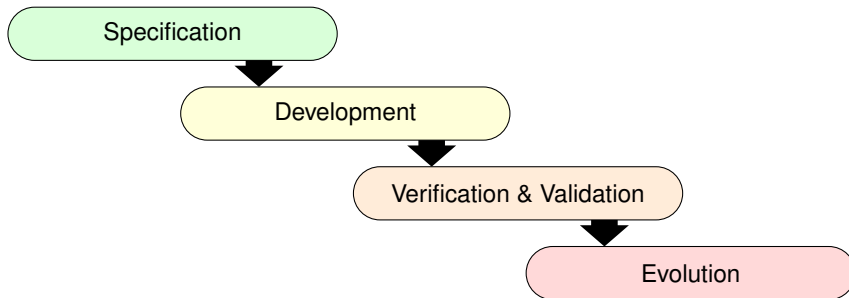 Specification
Development
Verification & Validation
Evolution